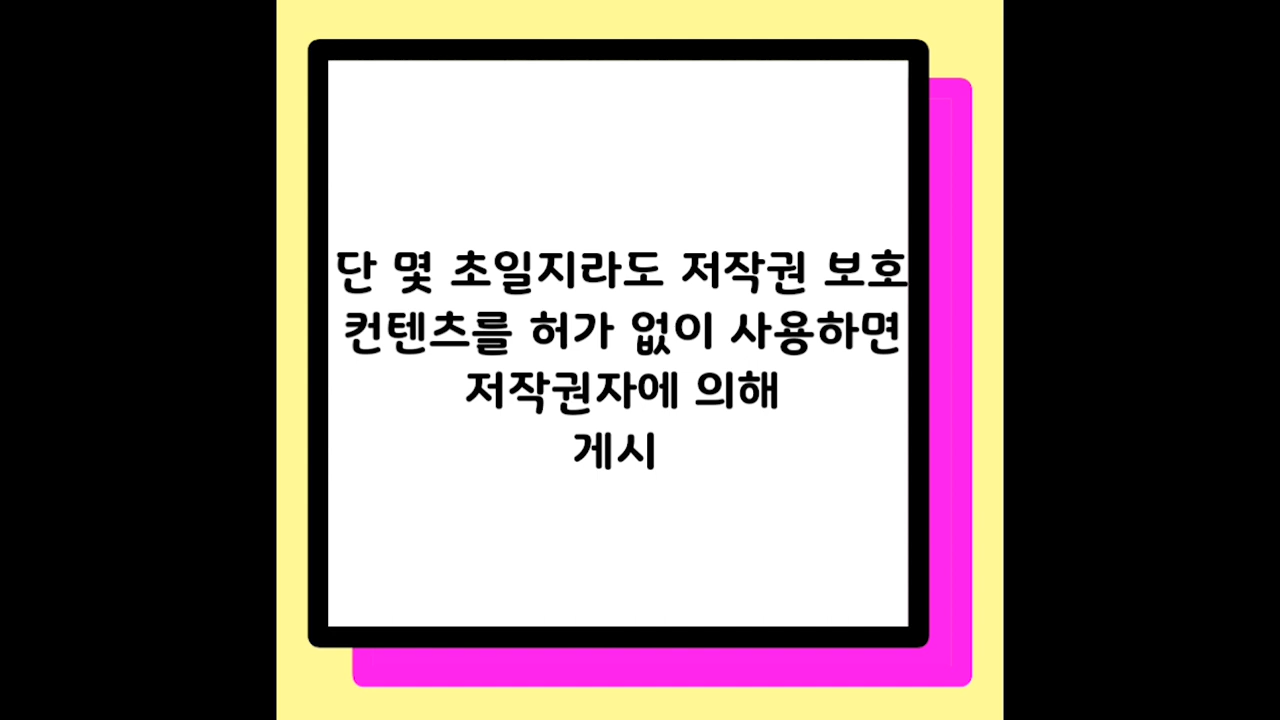 단 몇 초일지라도 저작권 보호
컨텐츠를 허가 없이 사용하면
저작권자에 의해
게시